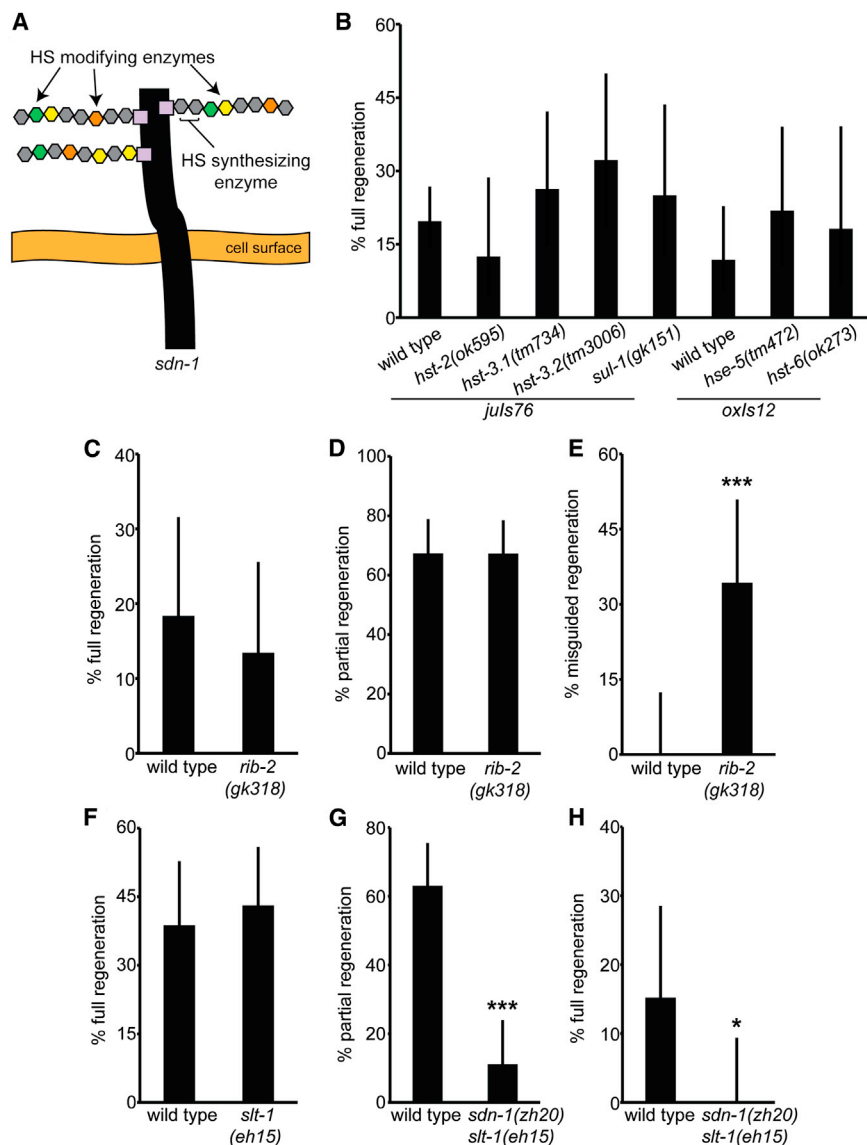 A
HS modifying enzymes
HS synthesizing
enzyme
cell surface
sdn-1
B
% full regeneration
60
45
30
15
0
wild type
hst-2(ok595)
hst-3.1(tm734)
hst-3.2(tm3006)
sul-1(gk151)
wild type
hse-5(tm472)
hst-6(ok273)
juIs76
oxIs12
C
% full regeneration
40
30
20
10
0
wild type
rib-2
(gk318)
D
% partial regeneration
100
80
60
40
20
0
wild type
rib-2
(gk318)
E
% misguided regeneration
60
45
30
15
0
***
wild type
rib-2
(gk318)
F
% full regeneration
60
45
30
15
0
wild type
slt-1
(eh15)
G
% partial regeneration
80
60
40
20
0
***
wild type
sdn-1(zh20)
slt-1(eh15)
H
% full regeneration
40
30
20
10
0
*
wild type
sdn-1(zh20)
slt-1(eh15)